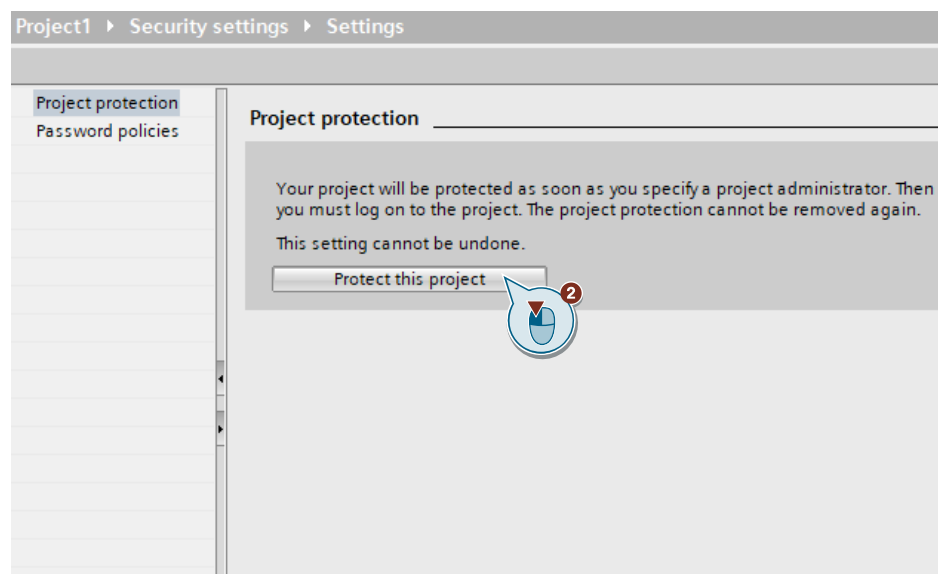 Project1 ▸ Security settings ▸ Settings
Project protection
Password policies
Project protection
Your project will be protected as soon as you specify a project administrator. Then
you must log on to the project. The project protection cannot be removed again.
This setting cannot be undone.
Protect this project
2